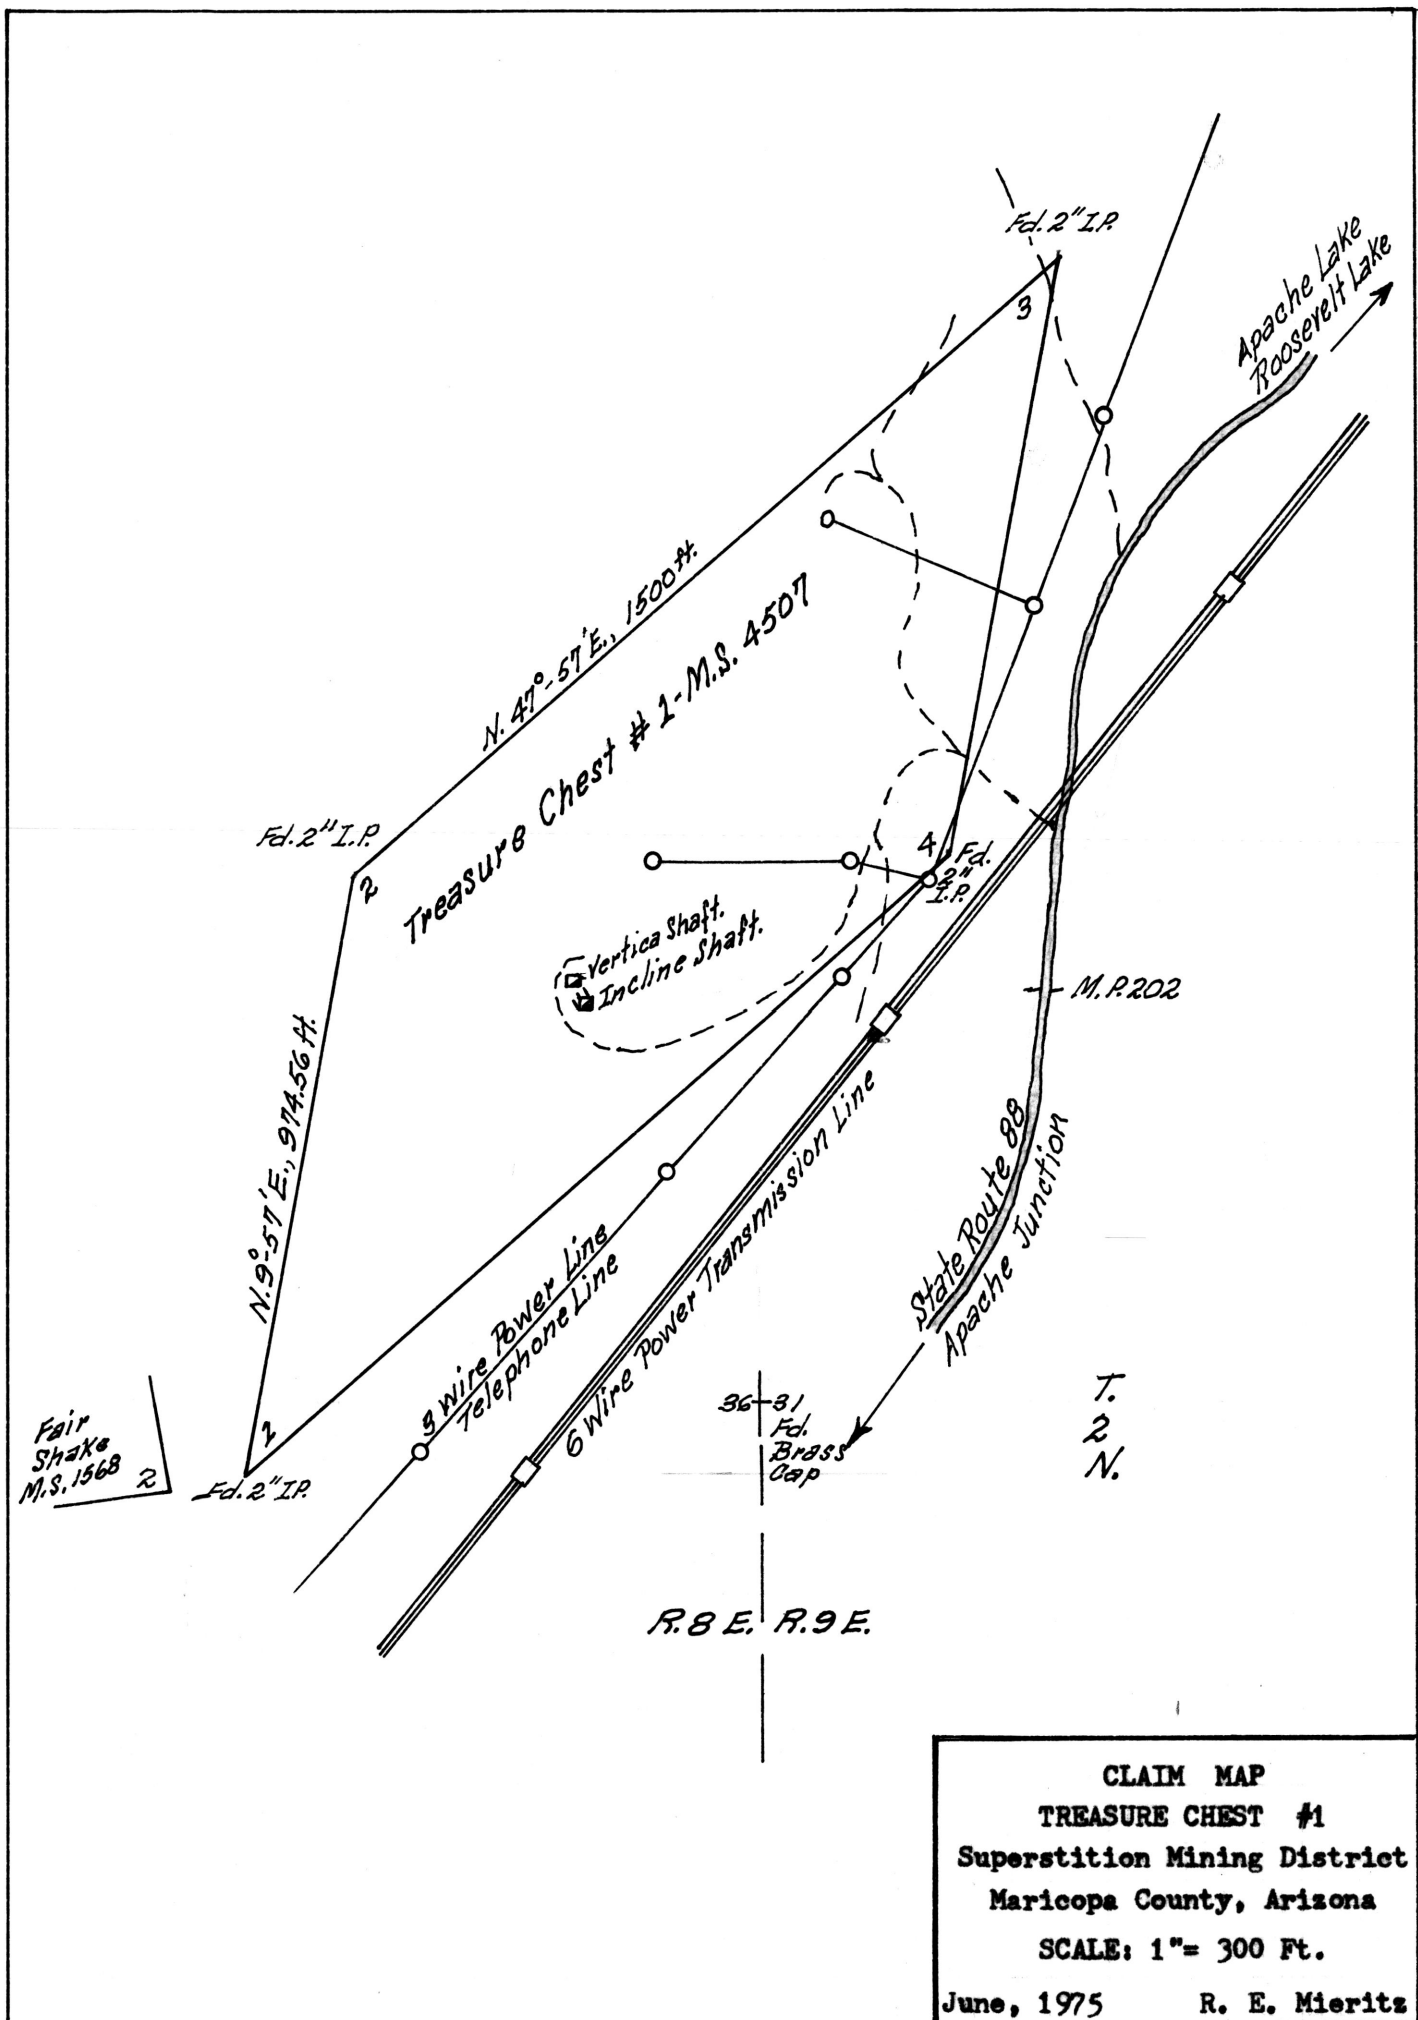 Fd. 2" I.P.
3
Apache Lake
Roosevelt Lake
N. 47°-57'E., 1500 ft.
Treasure Chest # 1-M.S. 4507
Fd. 2" I.P.
2
4
Fd.
2"
I.P.
Vertica Shaft.
Incline Shaft.
M.P. 202
N. 9°-57'E., 974.56 ft.
State Route 88
Apache Junction
3 Wire Power Line
Telephone Line
6 Wire Power Transmission Line
36 31
Fd.
Brass
Cap
T.
2
N.
Fair
Shake
M.S. 1568
2
1
Fd. 2" I.P.
R. 8 E. R. 9 E.
CLAIM MAP
TREASURE CHEST #1
Superstition Mining District
Maricopa County, Arizona
SCALE: 1"= 300 Ft.
June, 1975 R. E. Mieritz